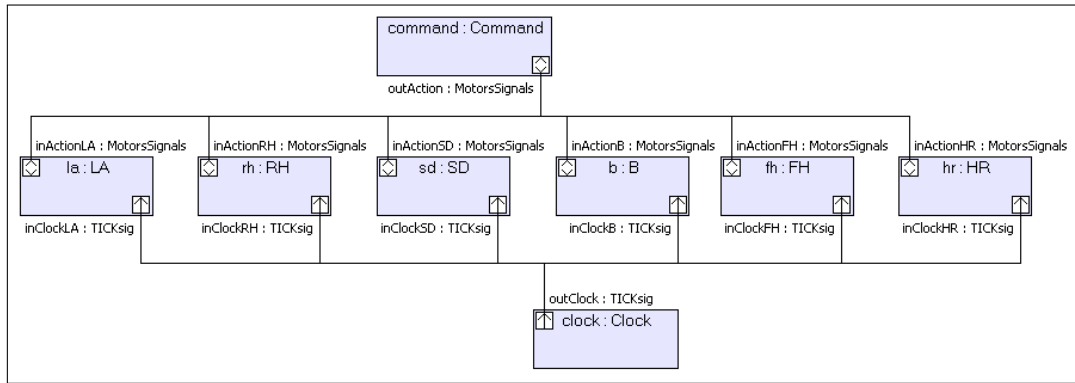 command : Command
outAction : MotorsSignals
inActionLA : MotorsSignals
inActionRH : MotorsSignals
inActionSD : MotorsSignals
inActionB : MotorsSignals
inActionFH : MotorsSignals
inActionHR : MotorsSignals
la : LA
rh : RH
sd : SD
b : B
fh : FH
hr : HR
inClockLA : TICKsig
inClockRH : TICKsig
inClockSD : TICKsig
inClockB : TICKsig
inClockFH : TICKsig
inClockHR : TICKsig
outClock : TICKsig
clock : Clock